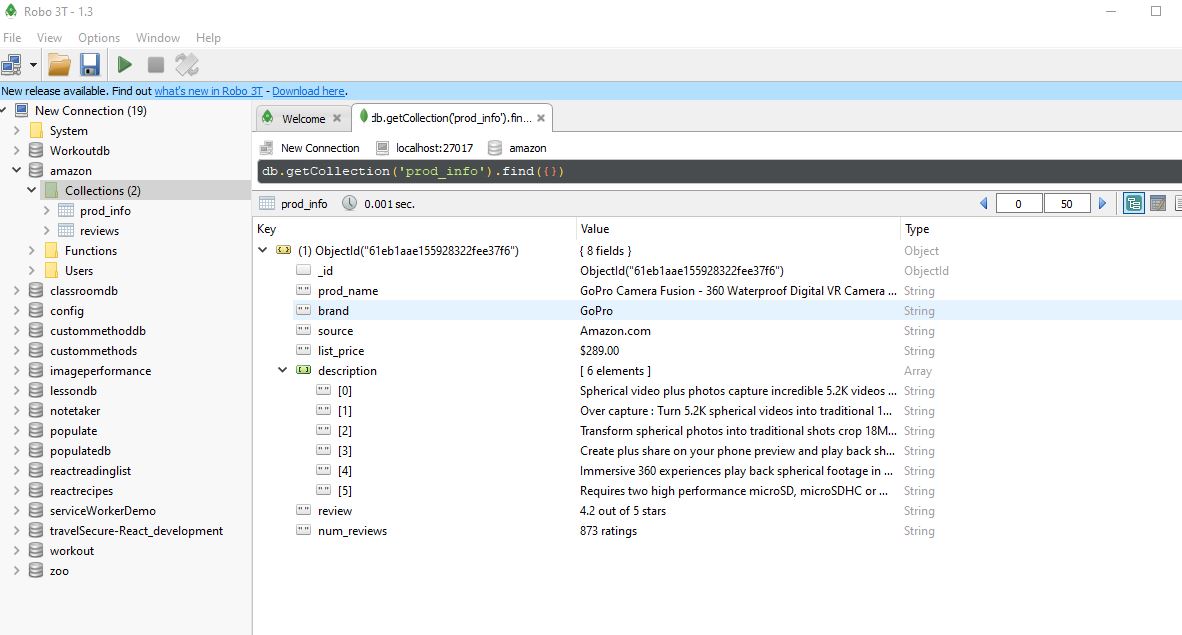 Robo 3T - 1.3
File View Options Window Help
New release available. Find out what's new in Robo 3T - Download here.
New Connection (19)
System
Workoutdb
amazon
Collections (2)
prod_info
reviews
Functions
Users
classroomdb
config
custommethoddb
custommethods
imageperformance
lessondb
notetaker
populate
populatedb
reactreadinglist
reactrecipes
serviceWorkerDemo
travelSecure-React_development
workout
zoo
Welcome db.getCollection('prod_info').fin...
New Connection localhost:27017 amazon
db.getCollection('prod_info').find({})
prod_info 0.001 sec. 0 50
Key Value Type
(1) ObjectId("61eb1aae155928322fee37f6") { 8 fields } Object
_id ObjectId("61eb1aae155928322fee37f6") ObjectId
prod_name GoPro Camera Fusion - 360 Waterproof Digital VR Camera ... String
brand GoPro String
source Amazon.com String
list_price $289.00 String
description [ 6 elements ] Array
[0] Spherical video plus photos capture incredible 5.2K videos ... String
[1] Over capture : Turn 5.2K spherical videos into traditional 1... String
[2] Transform spherical photos into traditional shots crop 18M... String
[3] Create plus share on your phone preview and play back sh... String
[4] Immersive 360 experiences play back spherical footage in ... String
[5] Requires two high performance microSD, microSDHC or ... String
review 4.2 out of 5 stars String
num_reviews 873 ratings String